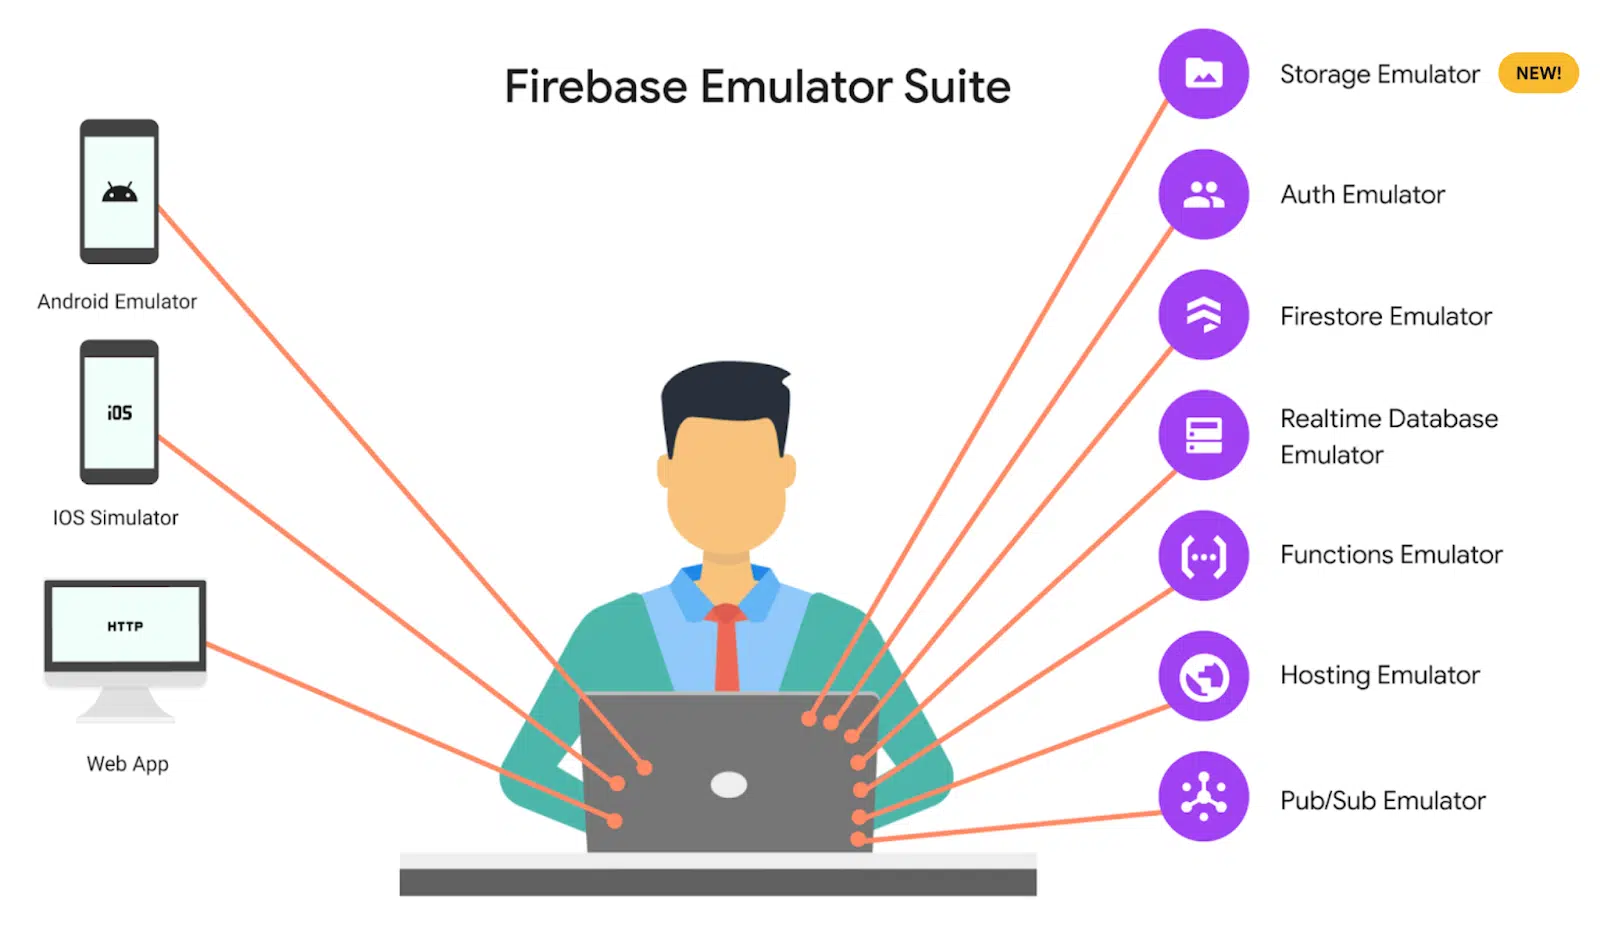 Firebase Emulator Suite
Android Emulator
iOS
IOS Simulator
HTTP
Web App
Storage Emulator
NEW!
Auth Emulator
Firestore Emulator
Realtime Database
Emulator
Functions Emulator
Hosting Emulator
Pub/Sub Emulator